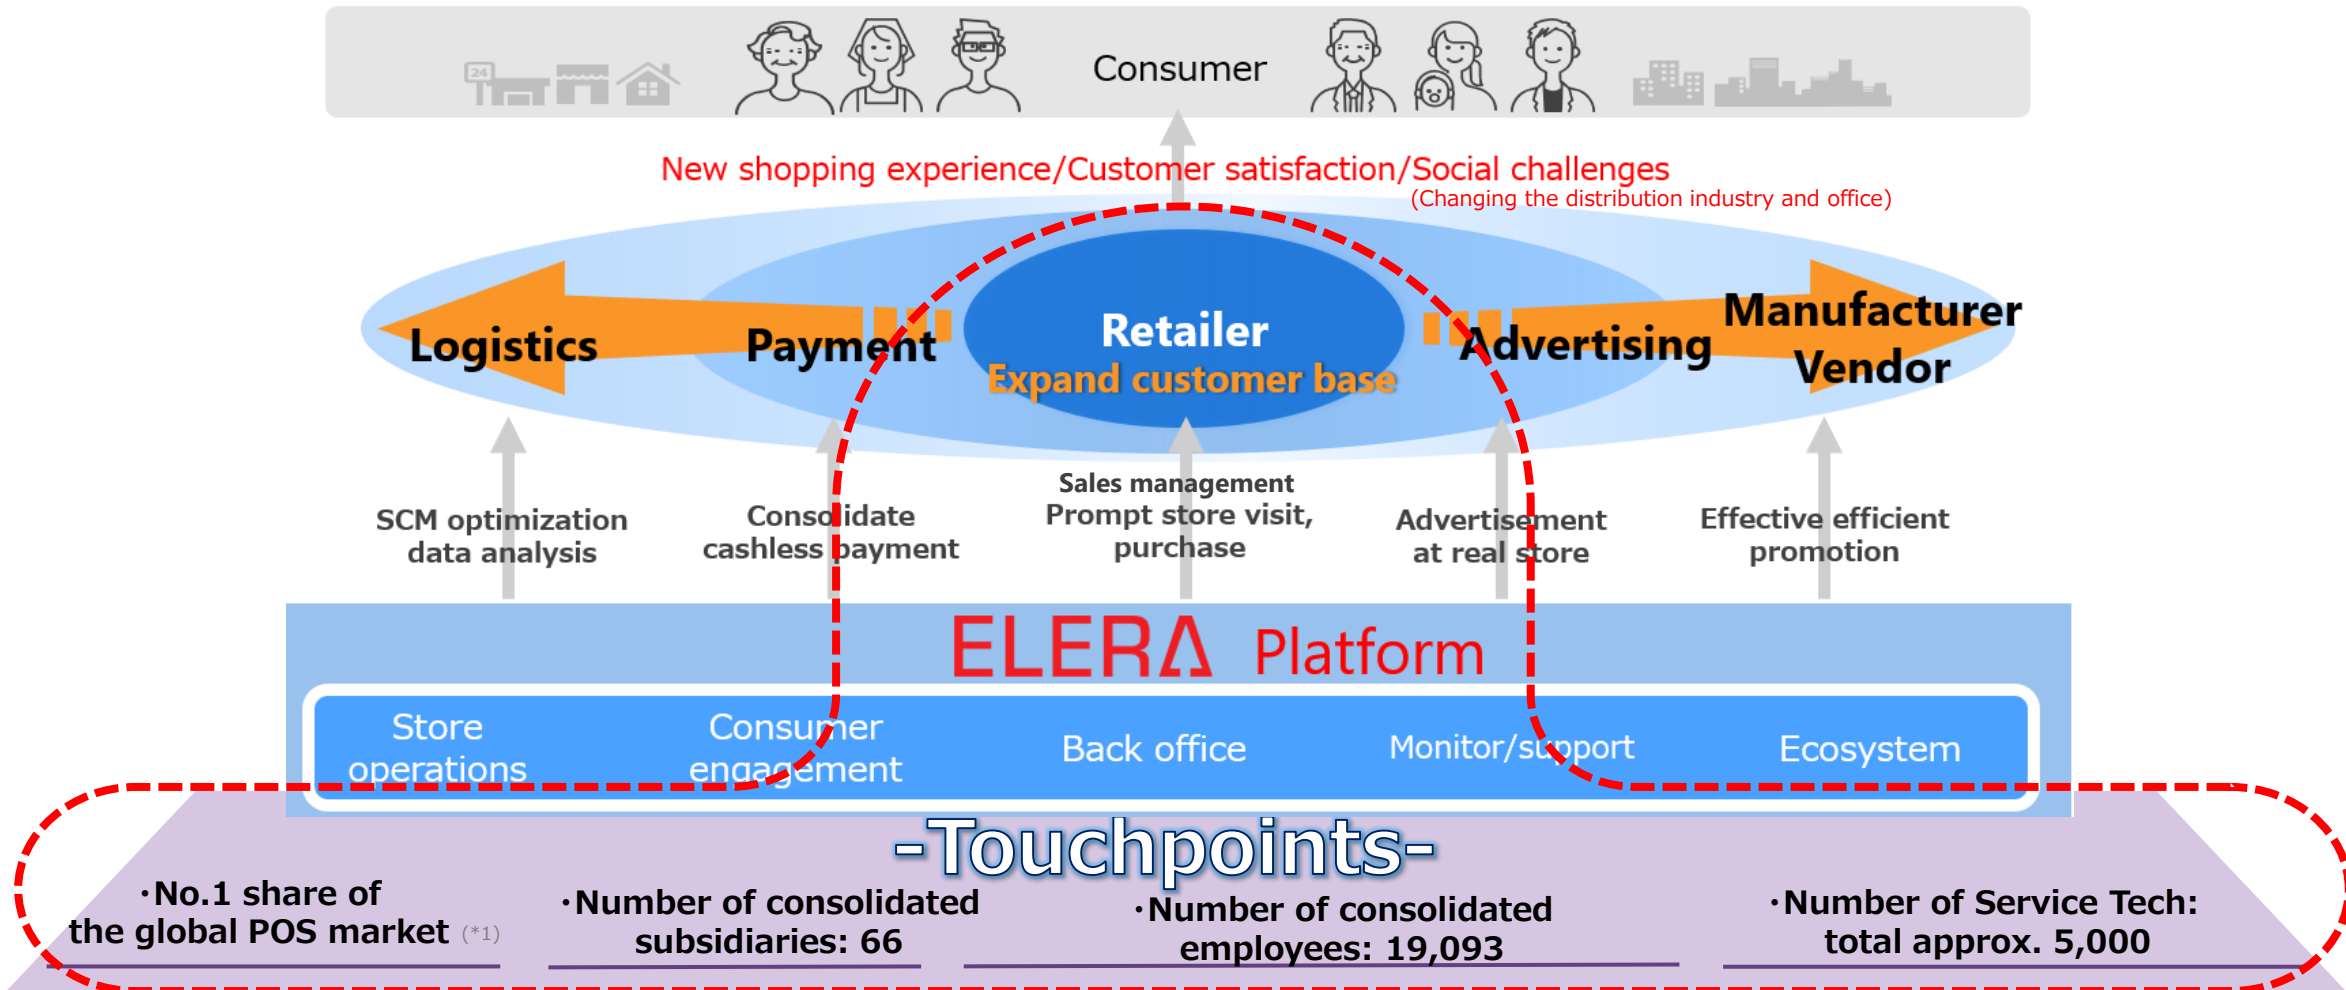 24
Consumer
New shopping experience/Customer satisfaction/Social challenges
(Changing the distribution industry and office)
Logistics
Payment
Retailer
Expand customer base
Advertising
Manufacturer
Vendor
SCM optimization
data analysis
Consolidate
cashless payment
Sales management
Prompt store visit,
purchase
Advertisement
at real store
Effective efficient
promotion
ELERA Platform
Store
operations
Consumer
engagement
Back office
Monitor/support
Ecosystem
-Touchpoints-
・No.1 share of
the global POS market (*1)
・Number of consolidated
subsidiaries: 66
・Number of consolidated
employees: 19,093
・Number of Service Tech:
total approx. 5,000